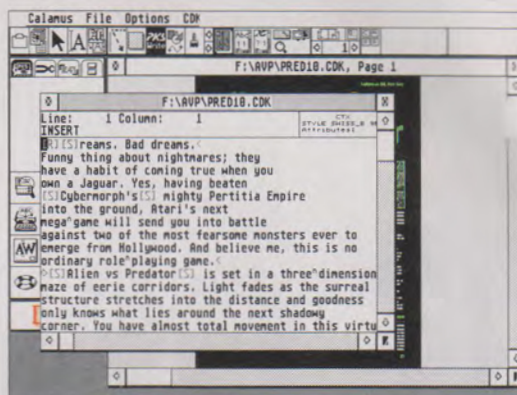 Calamus File Options CDK
F:\AVP\PRED10.CDK, Page 1
F:\AVP\PRED10.CDK
Line: 1 Column: 1
INSERT
CTX
STYLE SWISS_B
Attributes1
[R][S]reams. Bad dreams.<
Funny thing about nightmares; they
have a habit of coming true when you
own a Jaguar. Yes, having beaten
[S]Cybermorph's[S] mighty Pertitia Empire
into the ground, Atari's next
mega^game will send you into battle
against two of the most fearsome monsters ever to
emerge from Hollywood. And believe me, this is no
ordinary role^playing game.<
>[S]Alien vs Predator[S] is set in a three^dimension
maze of eerie corridors. Light fades as the surreal
structure stretches into the distance and goodness
only knows what lies around the next shadowy
corner. You have almost total movement in this virtu